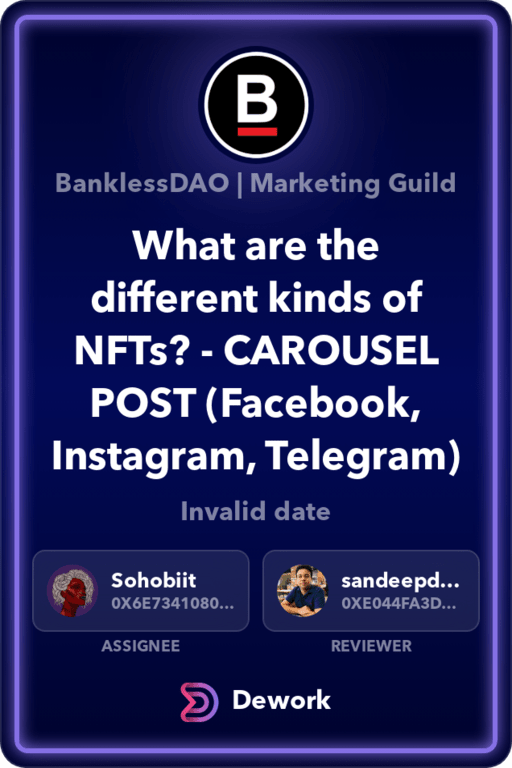 B
BanklessDAO | Marketing Guild
What are the
different kinds of
NFTs? - CAROUSEL
POST (Facebook,
Instagram, Telegram)
Invalid date
Sohobiit
0X6E7341080...
ASSIGNEE
sandeepd...
0XE044FA3D...
REVIEWER
Dework